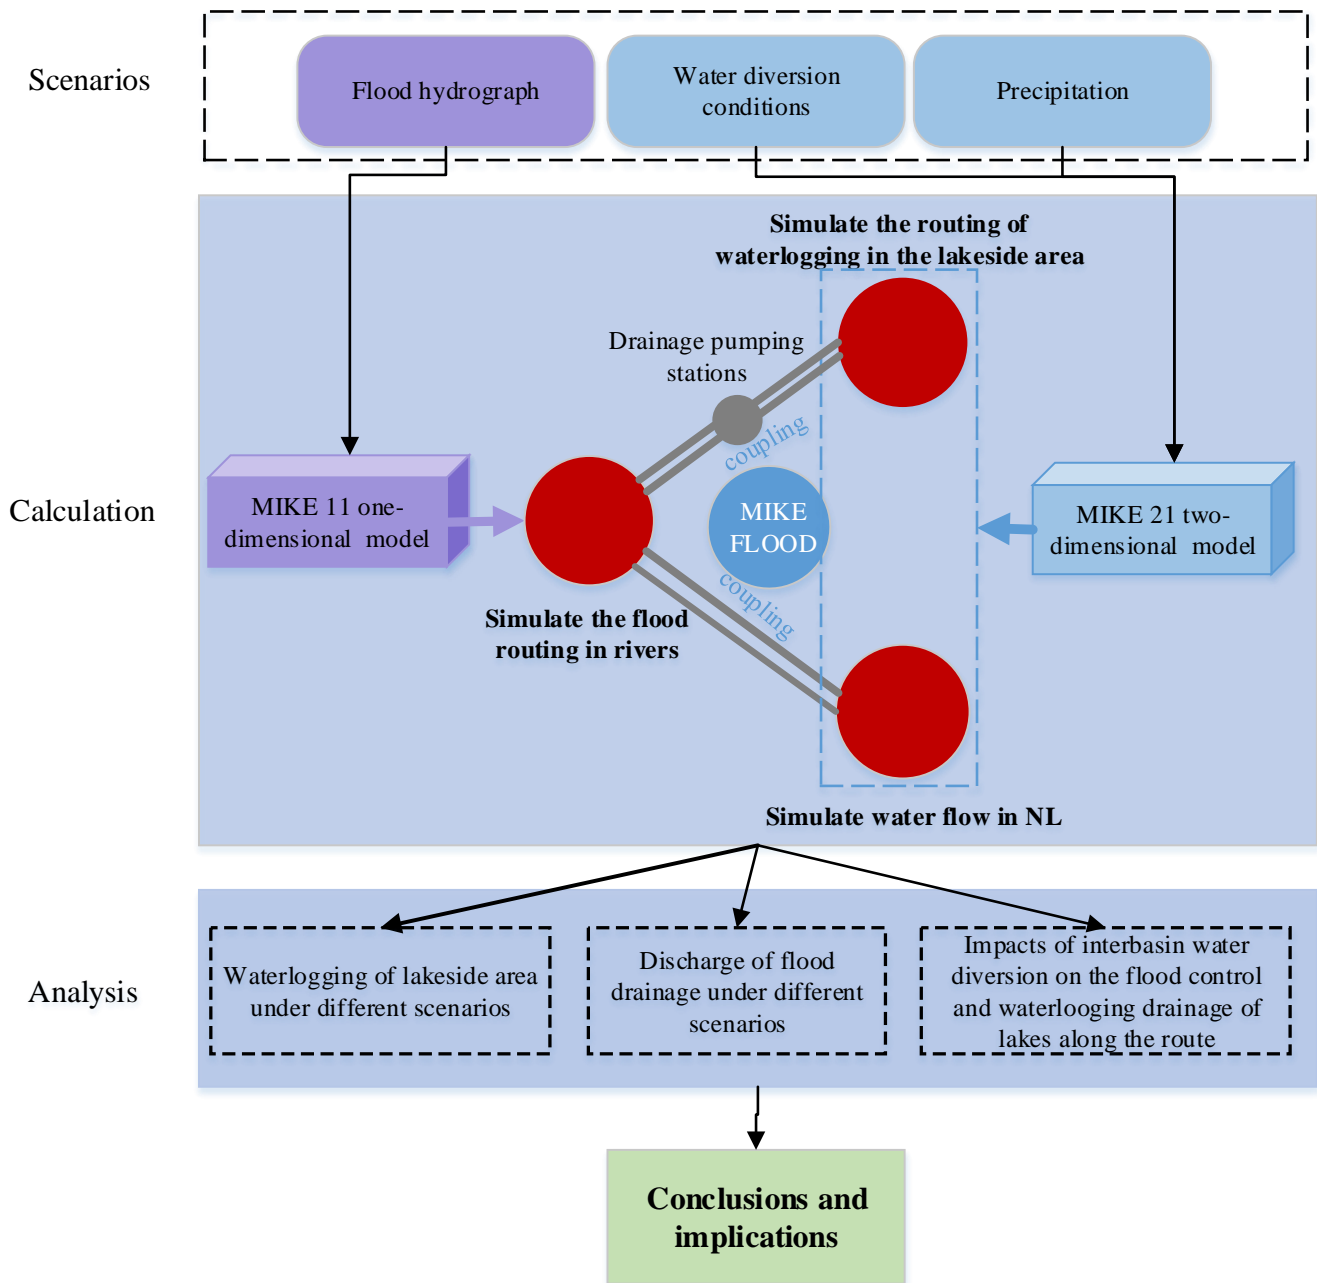 Scenarios
Flood hydrograph
Water diversion
conditions
Precipitation
Simulate the routing of
waterlogging in the lakeside area
Drainage pumping
stations
coupling
Calculation
MIKE 11 one-
dimensional model
MIKE
FLOOD
MIKE 21 two-
dimensional model
coupling
Simulate the flood
routing in rivers
Simulate water flow in NL
Analysis
Waterlogging of lakeside area
under different scenarios
Discharge of flood
drainage under different
scenarios
Impacts of interbasin water
diversion on the flood control
and waterlooging drainage of
lakes along the route
Conclusions and
implications